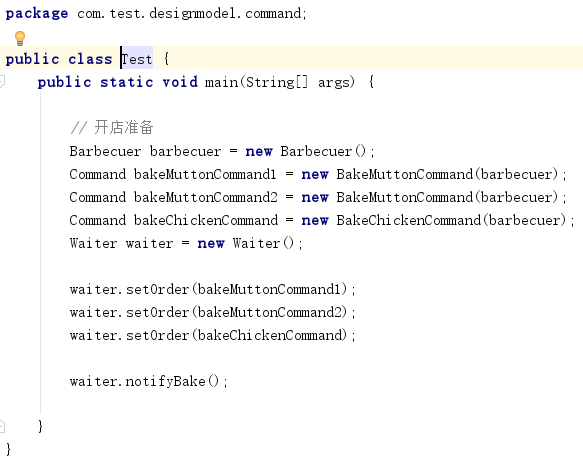 package com.test.designmodel.command;
public class Test {
public static void main(String[] args) {
// 开店准备
Barbecuer barbecuer = new Barbecuer();
Command bakeMuttonCommand1 = new BakeMuttonCommand(barbecuer);
Command bakeMuttonCommand2 = new BakeMuttonCommand(barbecuer);
Command bakeChickenCommand = new BakeChickenCommand(barbecuer);
Waiter waiter = new Waiter();
waiter.setOrder(bakeMuttonCommand1);
waiter.setOrder(bakeMuttonCommand2);
waiter.setOrder(bakeChickenCommand);
waiter.notifyBake();
}
}